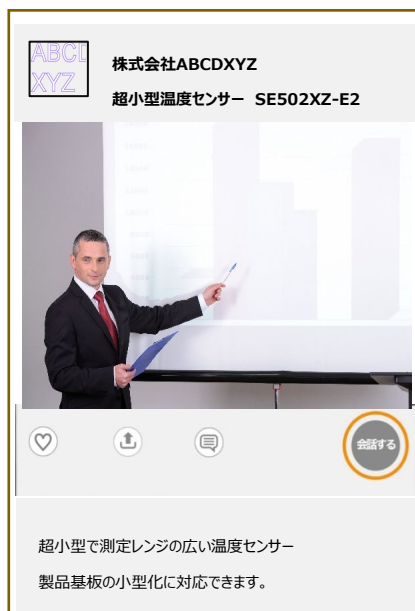 ABCD
XYZ
株式会社ABCDXYZ
超小型温度センサー SE502XZ-E2
会話する
超小型で測定レンジの広い温度センサー
製品基板の小型化に対応できます。